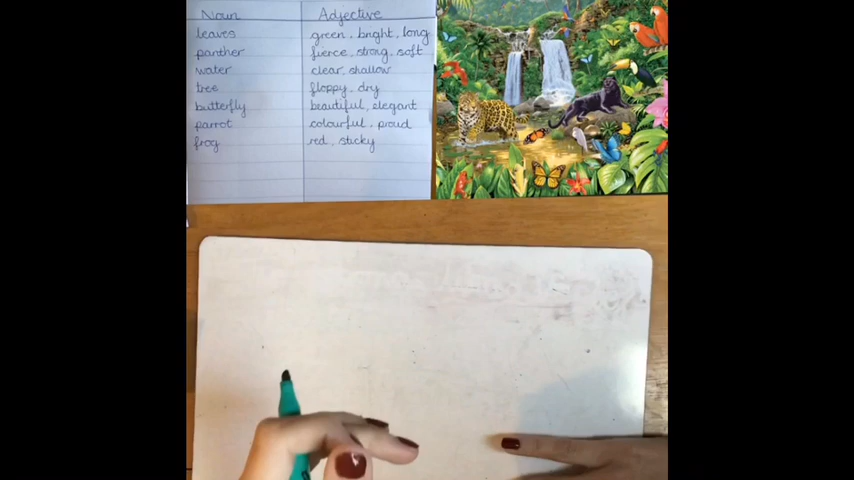 Noun Adjective
leaves green, bright, long
panther fierce, strong, soft
water clear, shallow
tree floppy, dry
butterfly beautiful, elegant
parrot colourful, proud
frog red, sticky